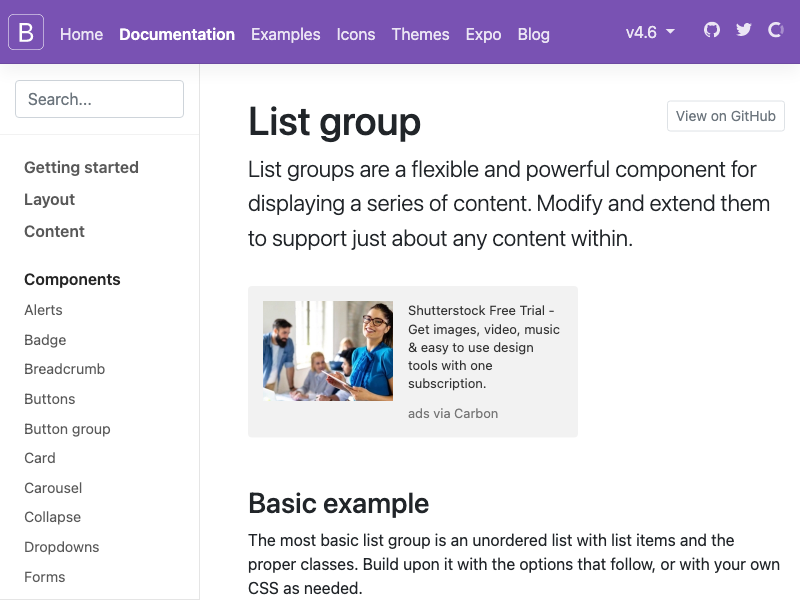 B Home Documentation Examples Icons Themes Expo Blog v4.6
Search...
Getting started
Layout
Content
Components
Alerts
Badge
Breadcrumb
Buttons
Button group
Card
Carousel
Collapse
Dropdowns
Forms
List group
View on GitHub
List groups are a flexible and powerful component for
displaying a series of content. Modify and extend them
to support just about any content within.
Shutterstock Free Trial -
Get images, video, music
& easy to use design
tools with one
subscription.
ads via Carbon
Basic example
The most basic list group is an unordered list with list items and the
proper classes. Build upon it with the options that follow, or with your own
CSS as needed.